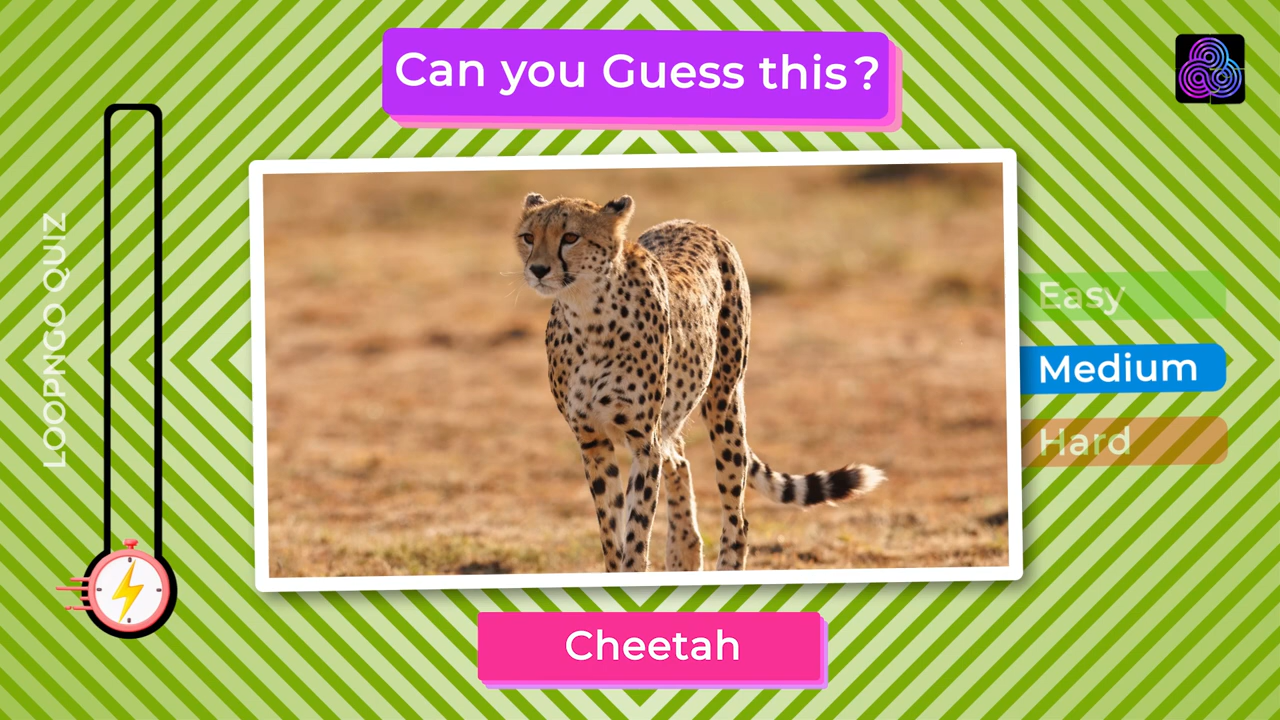 Can you Guess this ?
LOOPNGO QUIZ
Easy
Medium
Hard
Cheetah